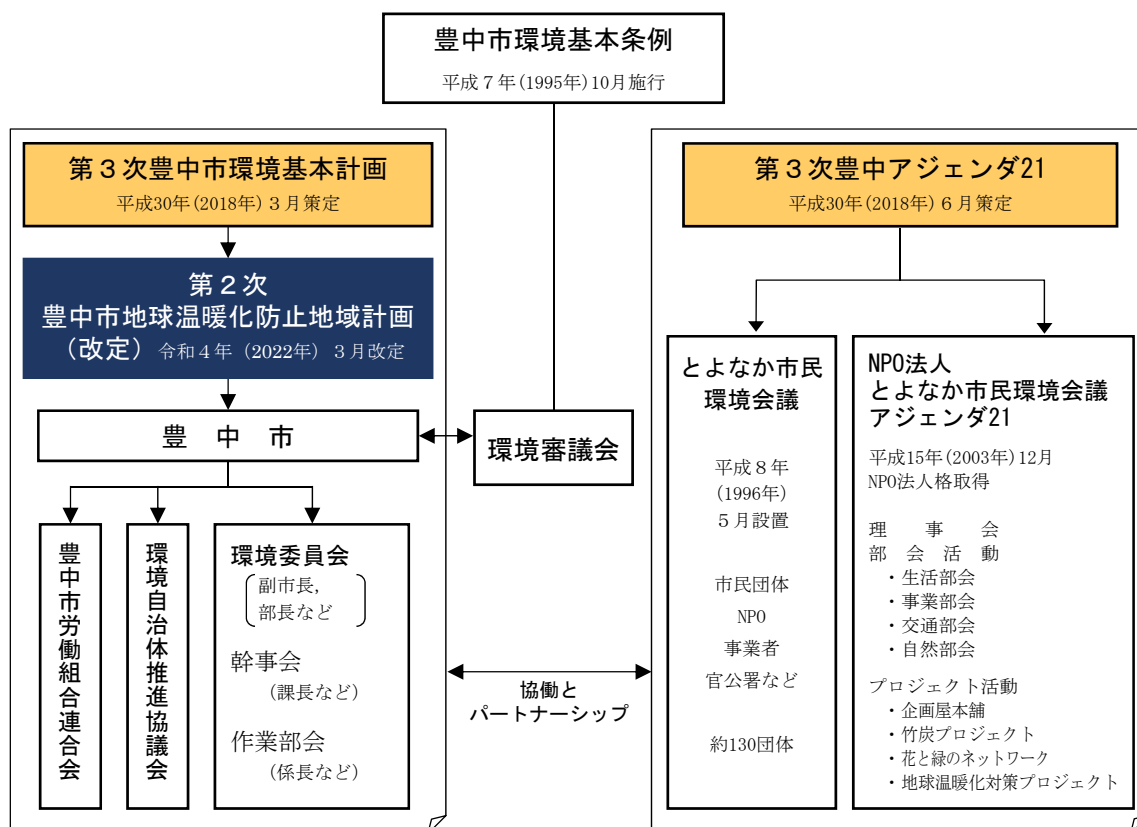 豊中市環境基本条例
平成７年(1995年)10月施行
第３次豊中市環境基本計画
平成30年(2018年)３月策定
第２次
豊中市地球温暖化防止地域計画
（改定）令和４年（2022年）３月改定
豊　中　市
豊中市労働組合連合会
環境自治体推進協議会
環境委員会
副市長，
部長など
幹事会
（課長など）
作業部会
（係長など）
環境審議会
協働と
パートナーシップ
第３次豊中アジェンダ21
平成30年(2018年)６月策定
とよなか市民
環境会議
平成８年
(1996年)
５月設置
市民団体
NPO
事業者
官公署など
約130団体
NPO法人
とよなか市民環境会議
アジェンダ21
平成15年(2003年)12月
NPO法人格取得
理　事　会
部　会　活　動
・生活部会
・事業部会
・交通部会
・自然部会
プロジェクト活動
・企画屋本舗
・竹炭プロジェクト
・花と緑のネットワーク
・地球温暖化対策プロジェクト